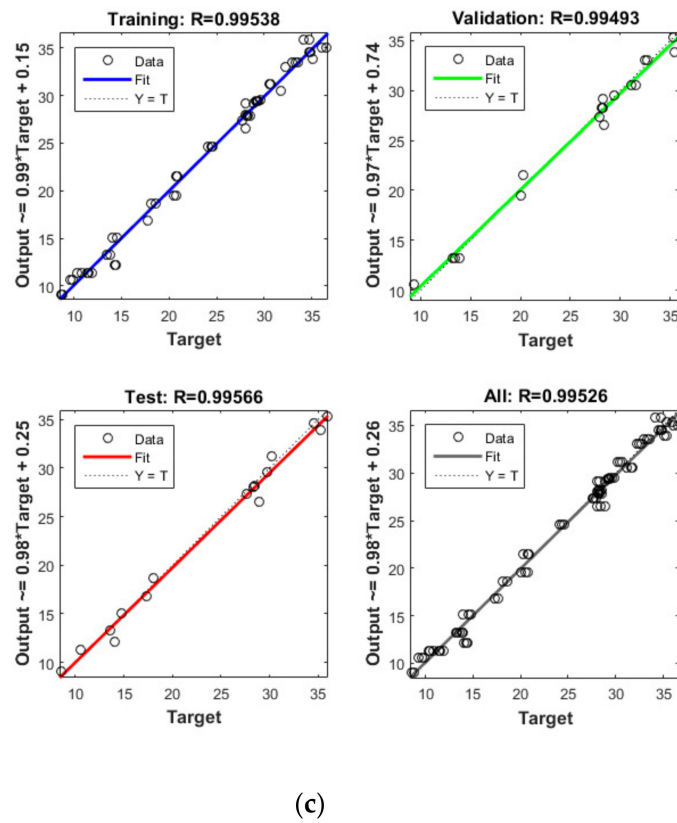 Training: R=0.99538
Output ~= 0.99*Target + 0.15
35
30
25
20
15
10
Data
Fit
Y = T
10 15 20 25 30 35
Target
Validation: R=0.99493
Output ~= 0.97*Target + 0.74
35
30
25
20
15
10
Data
Fit
Y = T
10 15 20 25 30 35
Target
Test: R=0.99566
Output ~= 0.98*Target + 0.25
35
30
25
20
15
10
Data
Fit
Y = T
10 15 20 25 30 35
Target
All: R=0.99526
Output ~= 0.98*Target + 0.26
35
30
25
20
15
10
Data
Fit
Y = T
10 15 20 25 30 35
Target
(c)